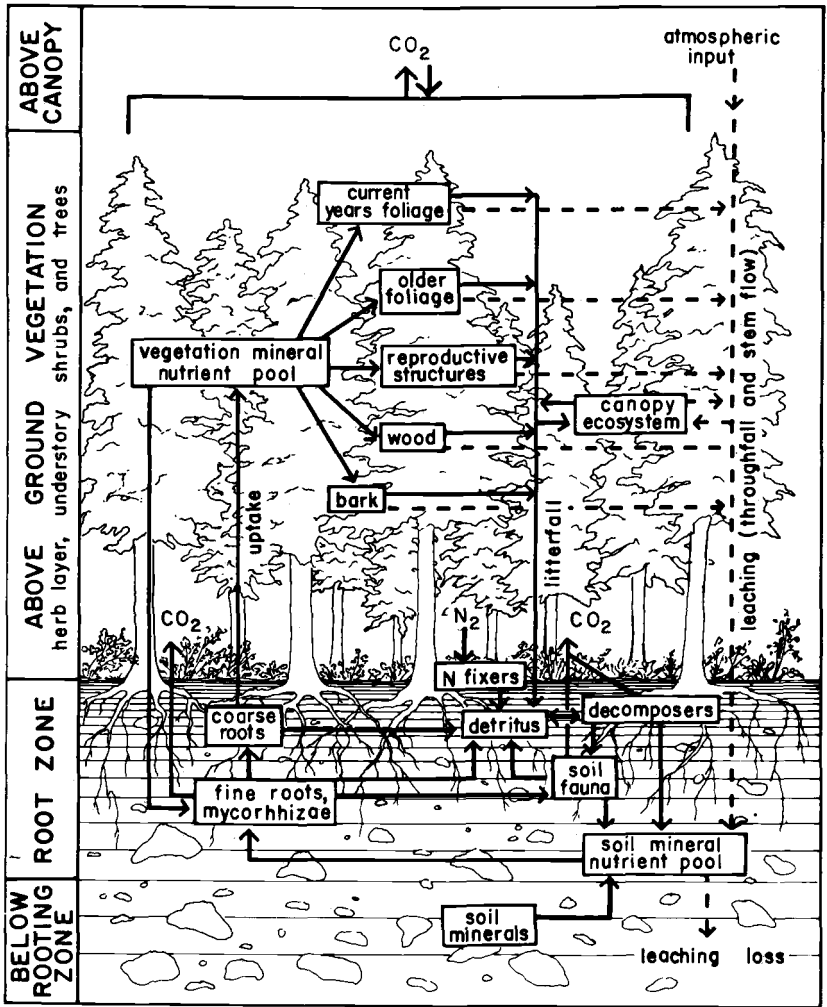 ABOVE
CANOPY
CO2
atmospheric
input
ABOVE GROUND VEGETATION
herb layer, understory shrubs, and trees
current
years foliage
older
foliage
vegetation mineral
nutrient pool
reproductive
structures
canopy
ecosystem
wood
bark
uptake
litterfall
leaching (throughfall and stem flow)
CO2
N2
CO2
N fixers
ROOT ZONE
coarse
roots
detritus
decomposers
soil
fauna
fine roots,
mycorhhizae
soil mineral
nutrient pool
BELOW
ROOTING
ZONE
soil
minerals
leaching loss